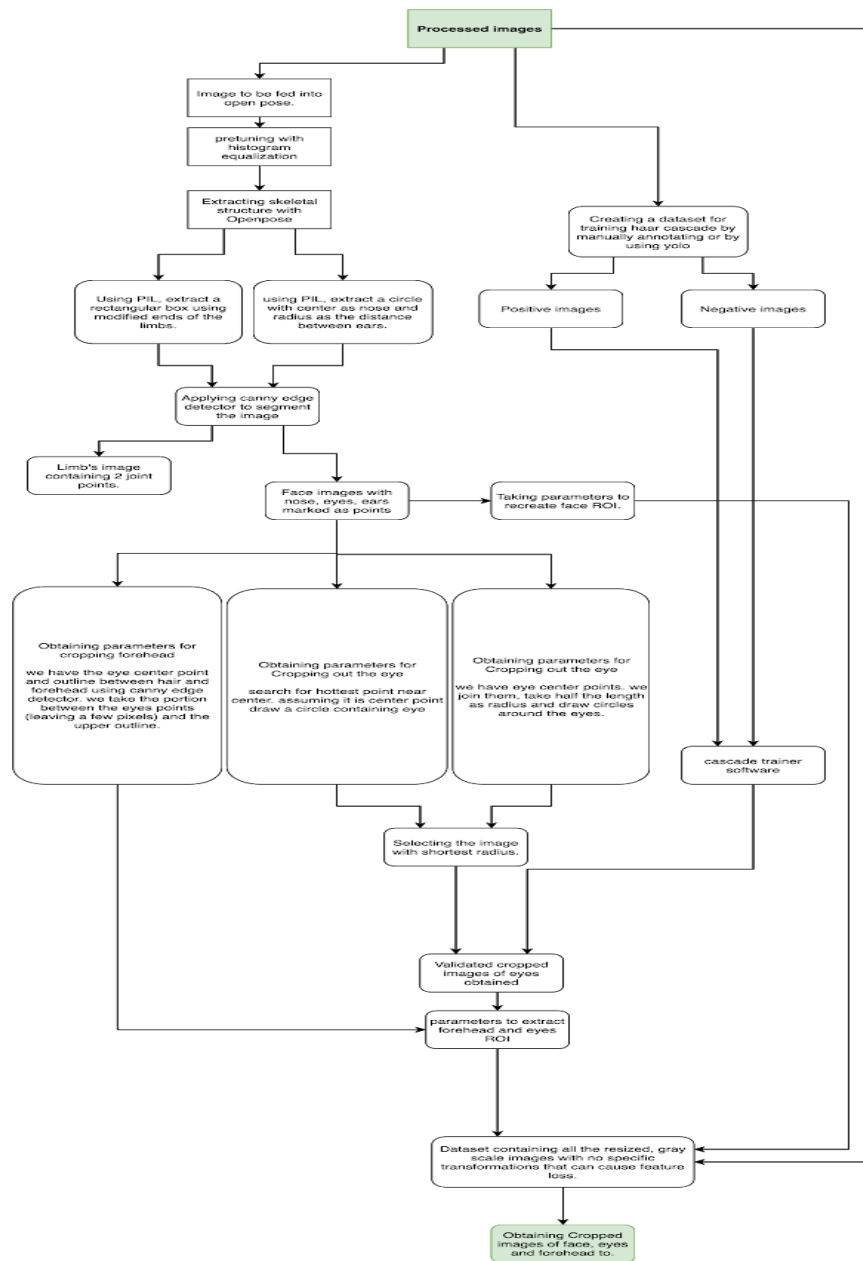 Processed images
Image to be fed into
open pose.
pretuning with
histogram
equalization
Extracting skeletal
structure with
Openpose
Creating a dataset for
training haar cascade by
manually annotating or by
using yolo
Using PIL, extract a
rectangular box using
modified ends of the
limbs.
using PIL, extract a circle
with center as nose and
radius as the distance
between ears.
Positive images
Negative images
Applying canny edge
detector to segment
the image
Limb's image
containing 2 joint
points.
Face images with
nose, eyes, ears
marked as points
Taking parameters to
recreate face ROI.
Obtaining parameters for
cropping forehead
we have the eye center point
and outline between hair and
forehead using canny edge
detector. we take the portion
between the eyes points
(leaving a few pixels) and the
upper outline.
Obtaining parameters for
Cropping out the eye
search for hottest point near
center. assuming it is center point
draw a circle containing eye
Obtaining parameters for
Cropping out the eye
we have eye center points. we
join them, take half the length
as radius and draw circles
around the eyes.
cascade trainer
software
Selecting the image
with shortest radius.
Validated cropped
images of eyes
obtained
parameters to extract
forehead and eyes
ROI
Dataset containing all the resized, gray
scale images with no specific
transformations that can cause feature
loss.
Obtaining Cropped
images of face, eyes
and forehead to.